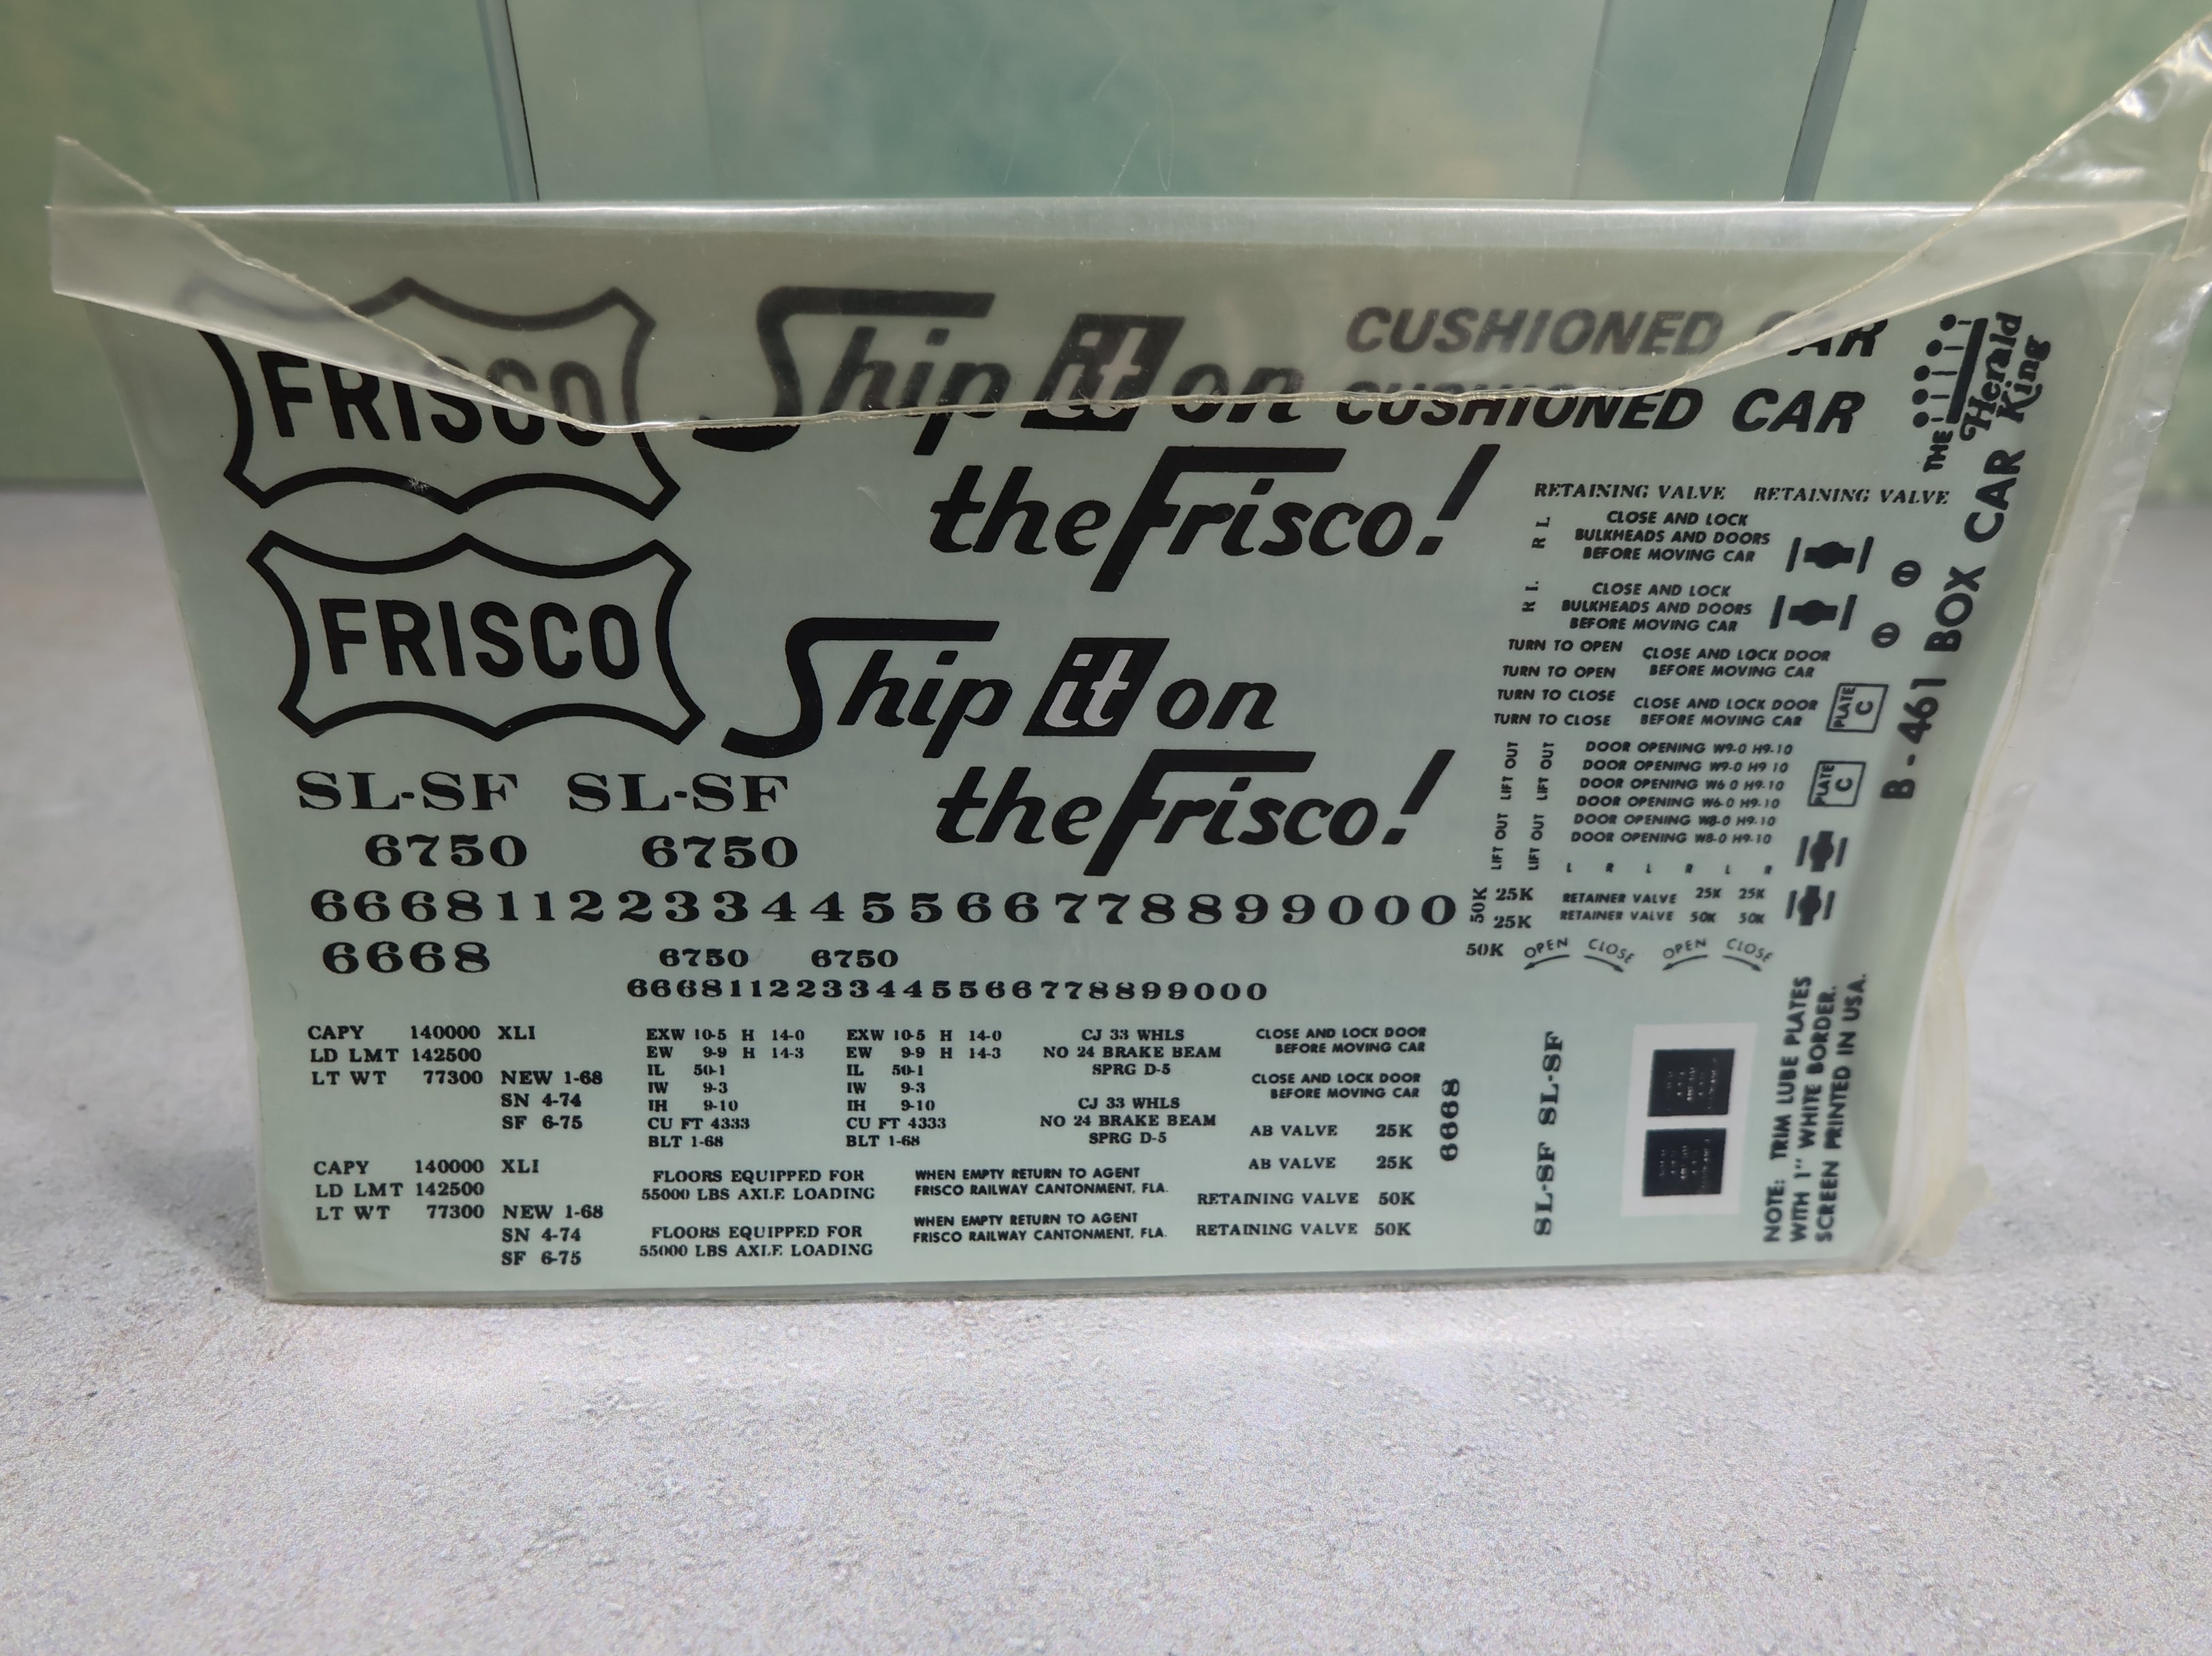 FRISCO
Ship it on
the Frisco!
CUSHIONED CAR
CUSHIONED CAR
THE Herald King
B-461 BOX CAR
FRISCO
Ship it on
the Frisco!
RETAINING VALVE RETAINING VALVE
R L
CLOSE AND LOCK
BULKHEADS AND DOORS
BEFORE MOVING CAR
R L
CLOSE AND LOCK
BULKHEADS AND DOORS
BEFORE MOVING CAR
TURN TO OPEN
TURN TO OPEN
TURN TO CLOSE
TURN TO CLOSE
CLOSE AND LOCK DOOR
BEFORE MOVING CAR
CLOSE AND LOCK DOOR
BEFORE MOVING CAR
PLATE
C
PLATE
C
LIFT OUT LIFT OUT
LIFT OUT LIFT OUT
DOOR OPENING W9-0 H9-10
DOOR OPENING W9-0 H9 10
DOOR OPENING W6 0 H9-10
DOOR OPENING W6-0 H9-10
DOOR OPENING W8-0 H9-10
DOOR OPENING W8-0 H9-10
L R L R L R
SL-SF SL-SF
6750 6750
6668112233445566778899000
50K
25K
25K
50K
RETAINER VALVE 25K 25K
RETAINER VALVE 50K 50K
OPEN CLOSE OPEN CLOSE
6668
6750 6750
6668112233445566778899000
CAPY 140000 XLI
LD LMT 142500
LT WT 77300 NEW 1-68
SN 4-74
SF 6-75
CAPY 140000 XLI
LD LMT 142500
LT WT 77300 NEW 1-68
SN 4-74
SF 6-75
EXW 10-5 H 14-0
EW 9-9 H 14-3
IL 50-1
IW 9-3
IH 9-10
CU FT 4333
BLT 1-68
EXW 10-5 H 14-0
EW 9-9 H 14-3
IL 50-1
IW 9-3
IH 9-10
CU FT 4333
BLT 1-68
CJ 33 WHLS
NO 24 BRAKE BEAM
SPRG D-5
CJ 33 WHLS
NO 24 BRAKE BEAM
SPRG D-5
CLOSE AND LOCK DOOR
BEFORE MOVING CAR
CLOSE AND LOCK DOOR
BEFORE MOVING CAR
AB VALVE 25K
AB VALVE 25K
RETAINING VALVE 50K
RETAINING VALVE 50K
FLOORS EQUIPPED FOR
55000 LBS AXLE LOADING
FLOORS EQUIPPED FOR
55000 LBS AXLE LOADING
WHEN EMPTY RETURN TO AGENT
FRISCO RAILWAY CANTONMENT, FLA.
WHEN EMPTY RETURN TO AGENT
FRISCO RAILWAY CANTONMENT, FLA.
6668
SL-SF SL-SF
NOTE: TRIM LUBE PLATES
WITH 1" WHITE BORDER.
SCREEN PRINTED IN USA.